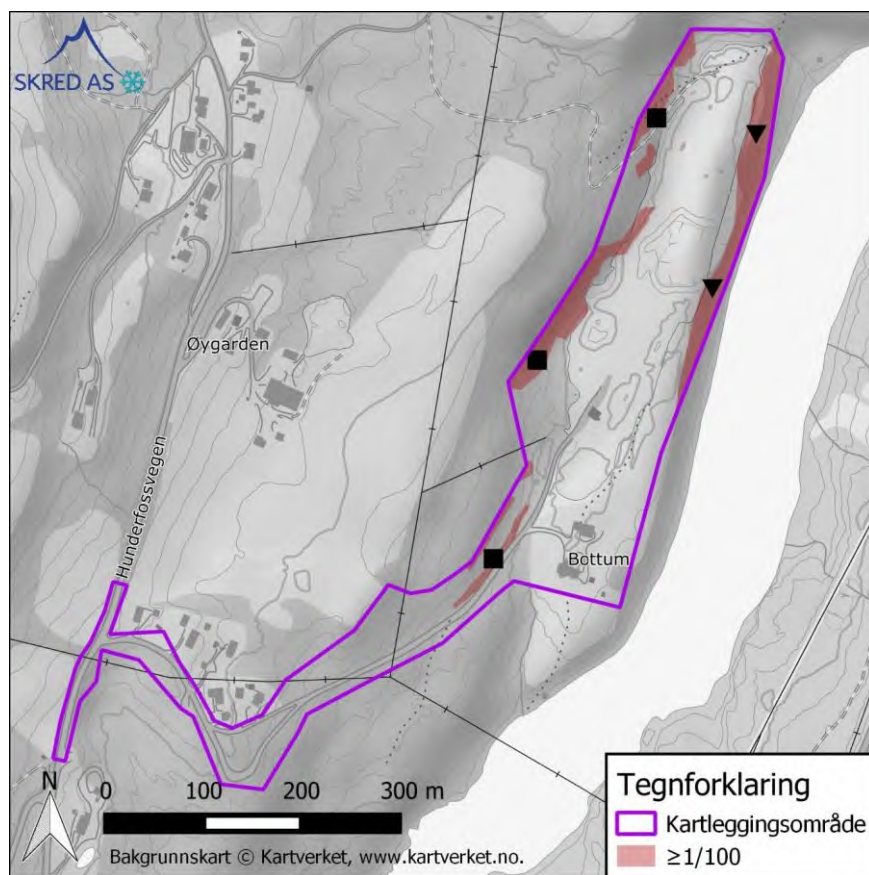 SKRED AS
Øygarden
Hunderfossvegen
Bottum
N
0 100 200 300 m
Bakgrunnskart © Kartverket, www.kartverket.no.
Tegnforklaring
Kartleggingsområde
≥1/100